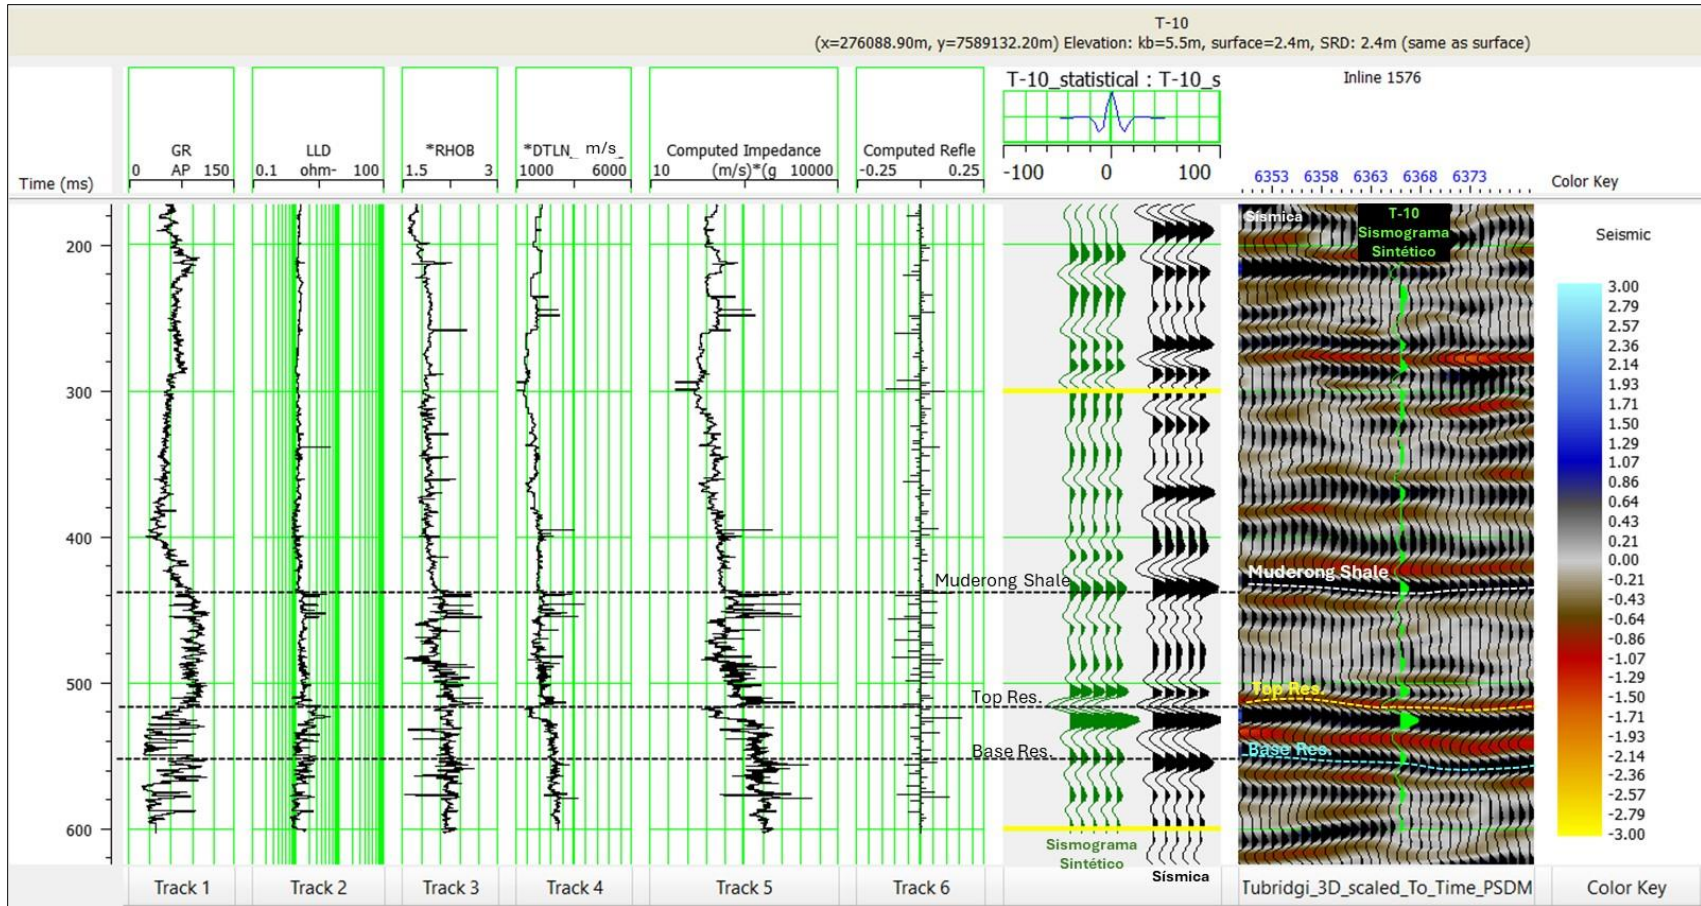 T-10
(x=276088.90m, y=7589132.20m) Elevation: kb=5.5m, surface=2.4m, SRD: 2.4m (same as surface)
Time (ms)
GR
0 AP 150
LLD
0.1 ohm- 100
*RHOB
1.5 3
*DTLN_ m/s_
1000 6000
Computed Impedance
10 (m/s)*(g 10000
Computed Refle
-0.25 0.25
T-10_statistical : T-10_s
-100 0 100
Inline 1576
6353 6358 6363 6368 6373
Color Key
200
300
400
500
600
Muderong Shale
Top Res.
Base Res.
Sismograma
Sintético
Sísmica
Sísmica
T-10
Sismograma
Sintético
Muderong Shale
Top Res.
Base Res.
Seismic
3.00
2.79
2.57
2.36
2.14
1.93
1.71
1.50
1.29
1.07
0.86
0.64
0.43
0.21
0.00
-0.21
-0.43
-0.64
-0.86
-1.07
-1.29
-1.50
-1.71
-1.93
-2.14
-2.36
-2.57
-2.79
-3.00
Track 1
Track 2
Track 3
Track 4
Track 5
Track 6
Tubridgi_3D_scaled_To_Time_PSDM
Color Key